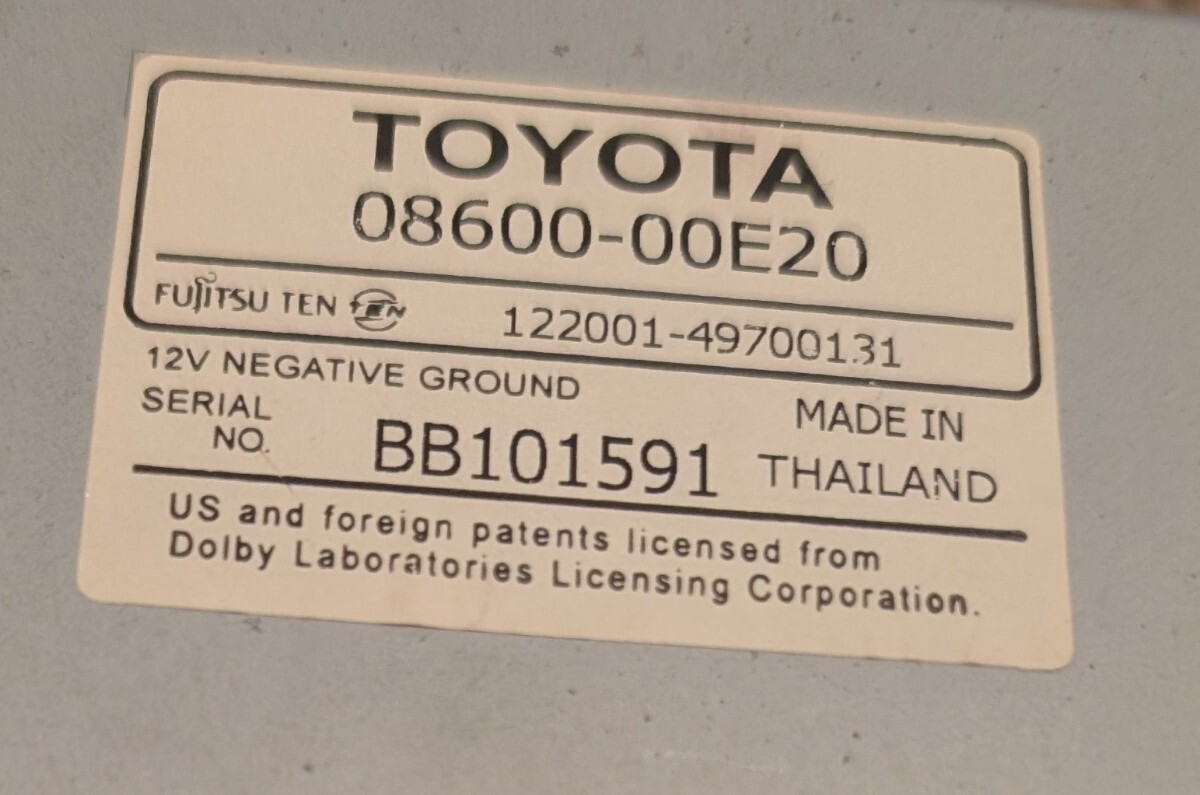 TOYOTA
08600-00E20
FUJITSU TEN TEN 122001-49700131
12V NEGATIVE GROUND
MADE IN
SERIAL
NO. BB101591 THAILAND
US and foreign patents licensed from
Dolby Laboratories Licensing Corporation.